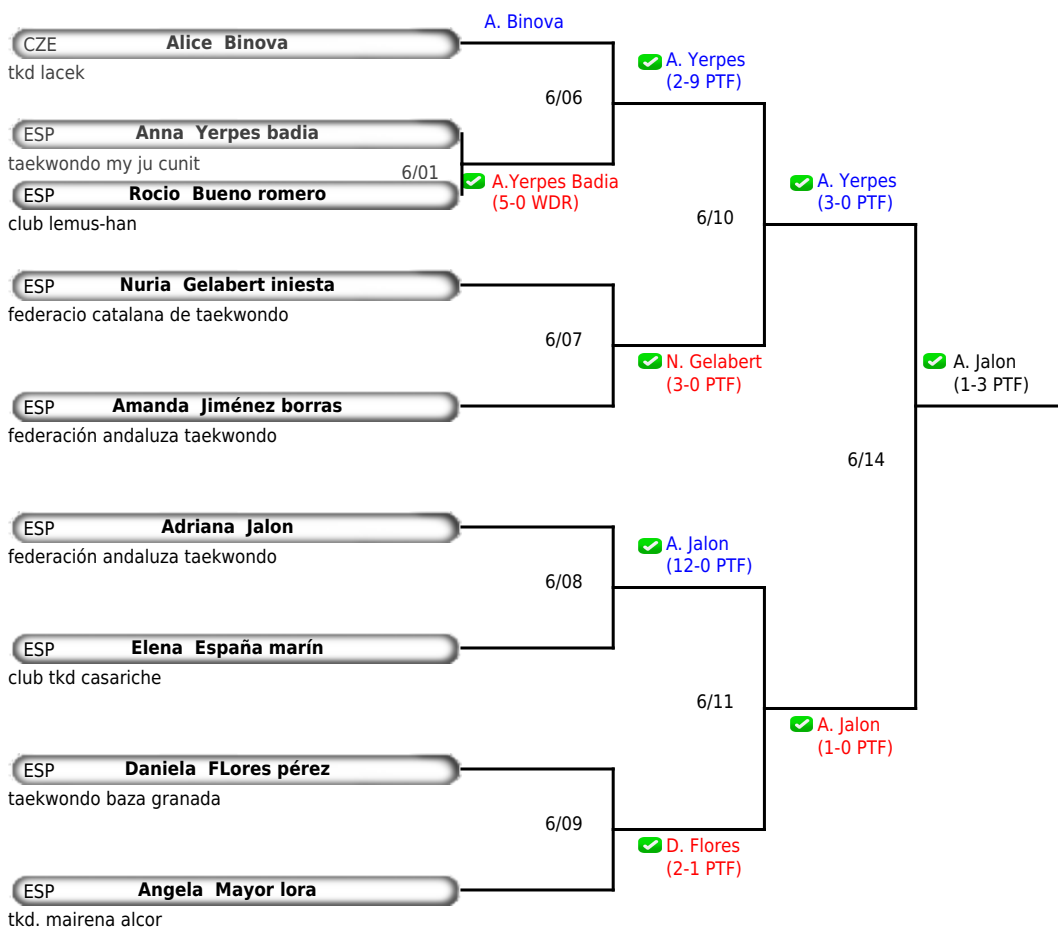 A. Binova
CZE Alice Binova
tkd lacek
A. Yerpes
(2-9 PTF)
6/06
ESP Anna Yerpes badia
taekwondo my ju cunit
6/01
A.Yerpes Badia
(5-0 WDR)
ESP Rocio Bueno romero
club lemus-han
A. Yerpes
(3-0 PTF)
6/10
ESP Nuria Gelabert iniesta
federacio catalana de taekwondo
6/07
N. Gelabert
(3-0 PTF)
A. Jalon
(1-3 PTF)
ESP Amanda Jiménez borras
federación andaluza taekwondo
6/14
ESP Adriana Jalon
federación andaluza taekwondo
A. Jalon
(12-0 PTF)
6/08
ESP Elena España marín
club tkd casariche
6/11
A. Jalon
(1-0 PTF)
ESP Daniela FLores pérez
taekwondo baza granada
6/09
D. Flores
(2-1 PTF)
ESP Angela Mayor lora
tkd. mairena alcor